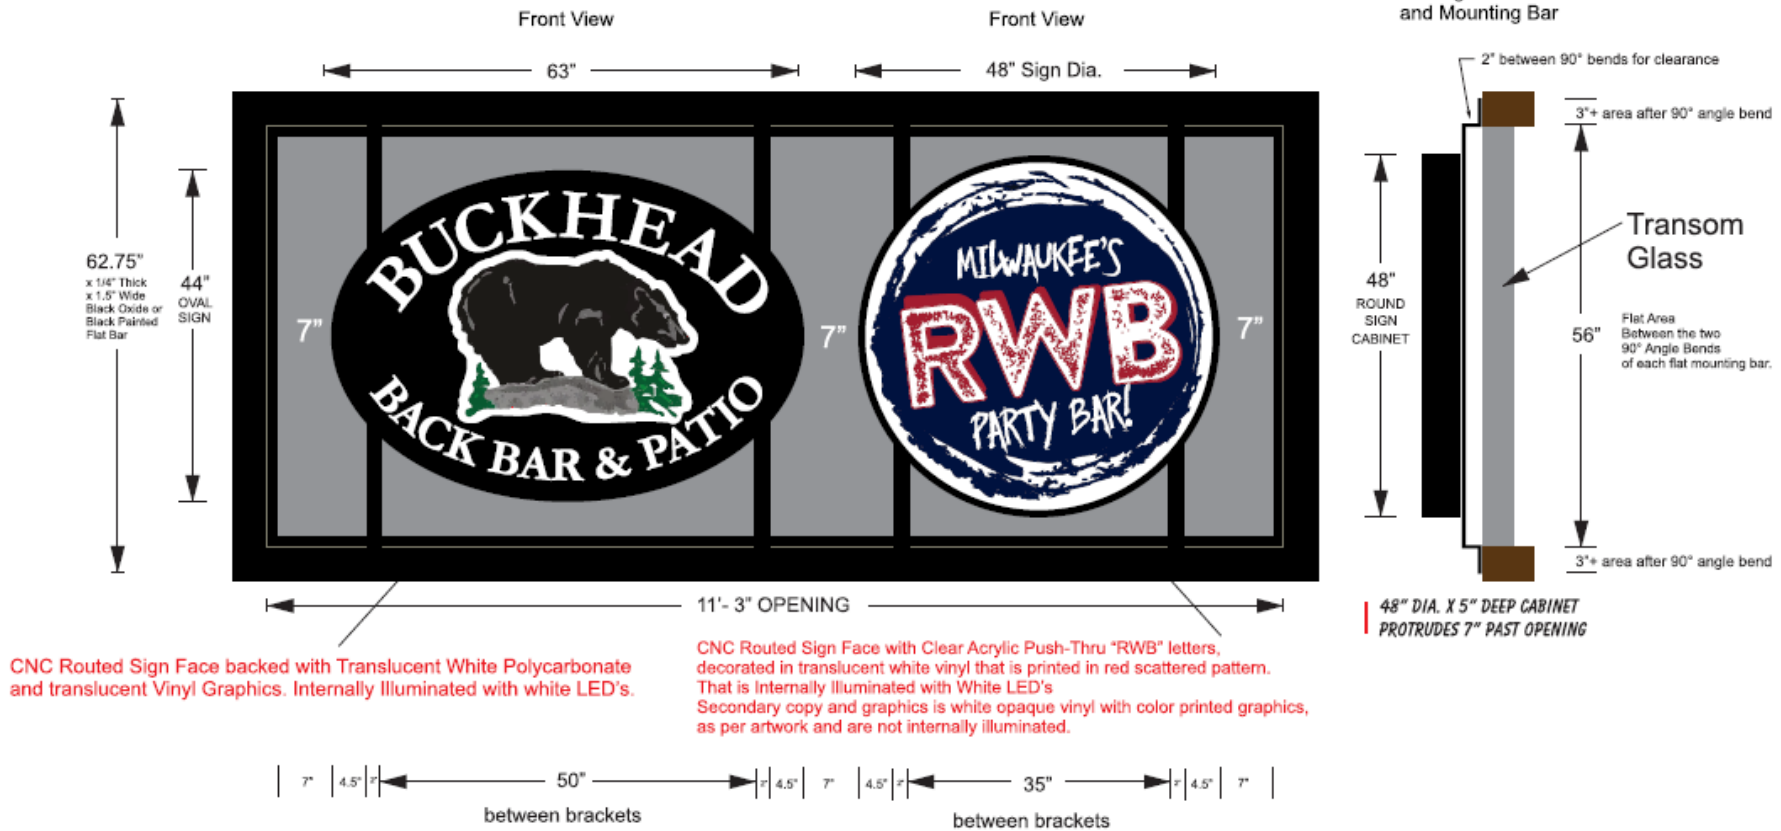 Front View
Front View
and Mounting Bar
63"
48" Sign Dia.
2" between 90° bends for clearance
3"+ area after 90° angle bend
62.75"
x 1/4" Thick
x 1.5" Wide
Black Oxide or
Black Painted
Flat Bar
44"
OVAL
SIGN
7"
BUCKHEAD
BACK BAR & PATIO
7"
MILWAUKEE'S
RWB
PARTY BAR!
7"
48"
ROUND
SIGN
CABINET
Transom
Glass
56"
Flat Area
Between the two
90° Angle Bends
of each flat mounting bar.
3"+ area after 90° angle bend
11'- 3" OPENING
48" DIA. X 5" DEEP CABINET
PROTRUDES 7" PAST OPENING
CNC Routed Sign Face backed with Translucent White Polycarbonate
and translucent Vinyl Graphics. Internally Illuminated with white LED's.
CNC Routed Sign Face with Clear Acrylic Push-Thru "RWB" letters,
decorated in translucent white vinyl that is printed in red scattered pattern.
That is Internally Illuminated with White LED's
Secondary copy and graphics is white opaque vinyl with color printed graphics,
as per artwork and are not internally illuminated.
7" 4.5" 2" 50" 2" 4.5" 7" 4.5" 2" 35" 2" 4.5" 7"
between brackets
between brackets